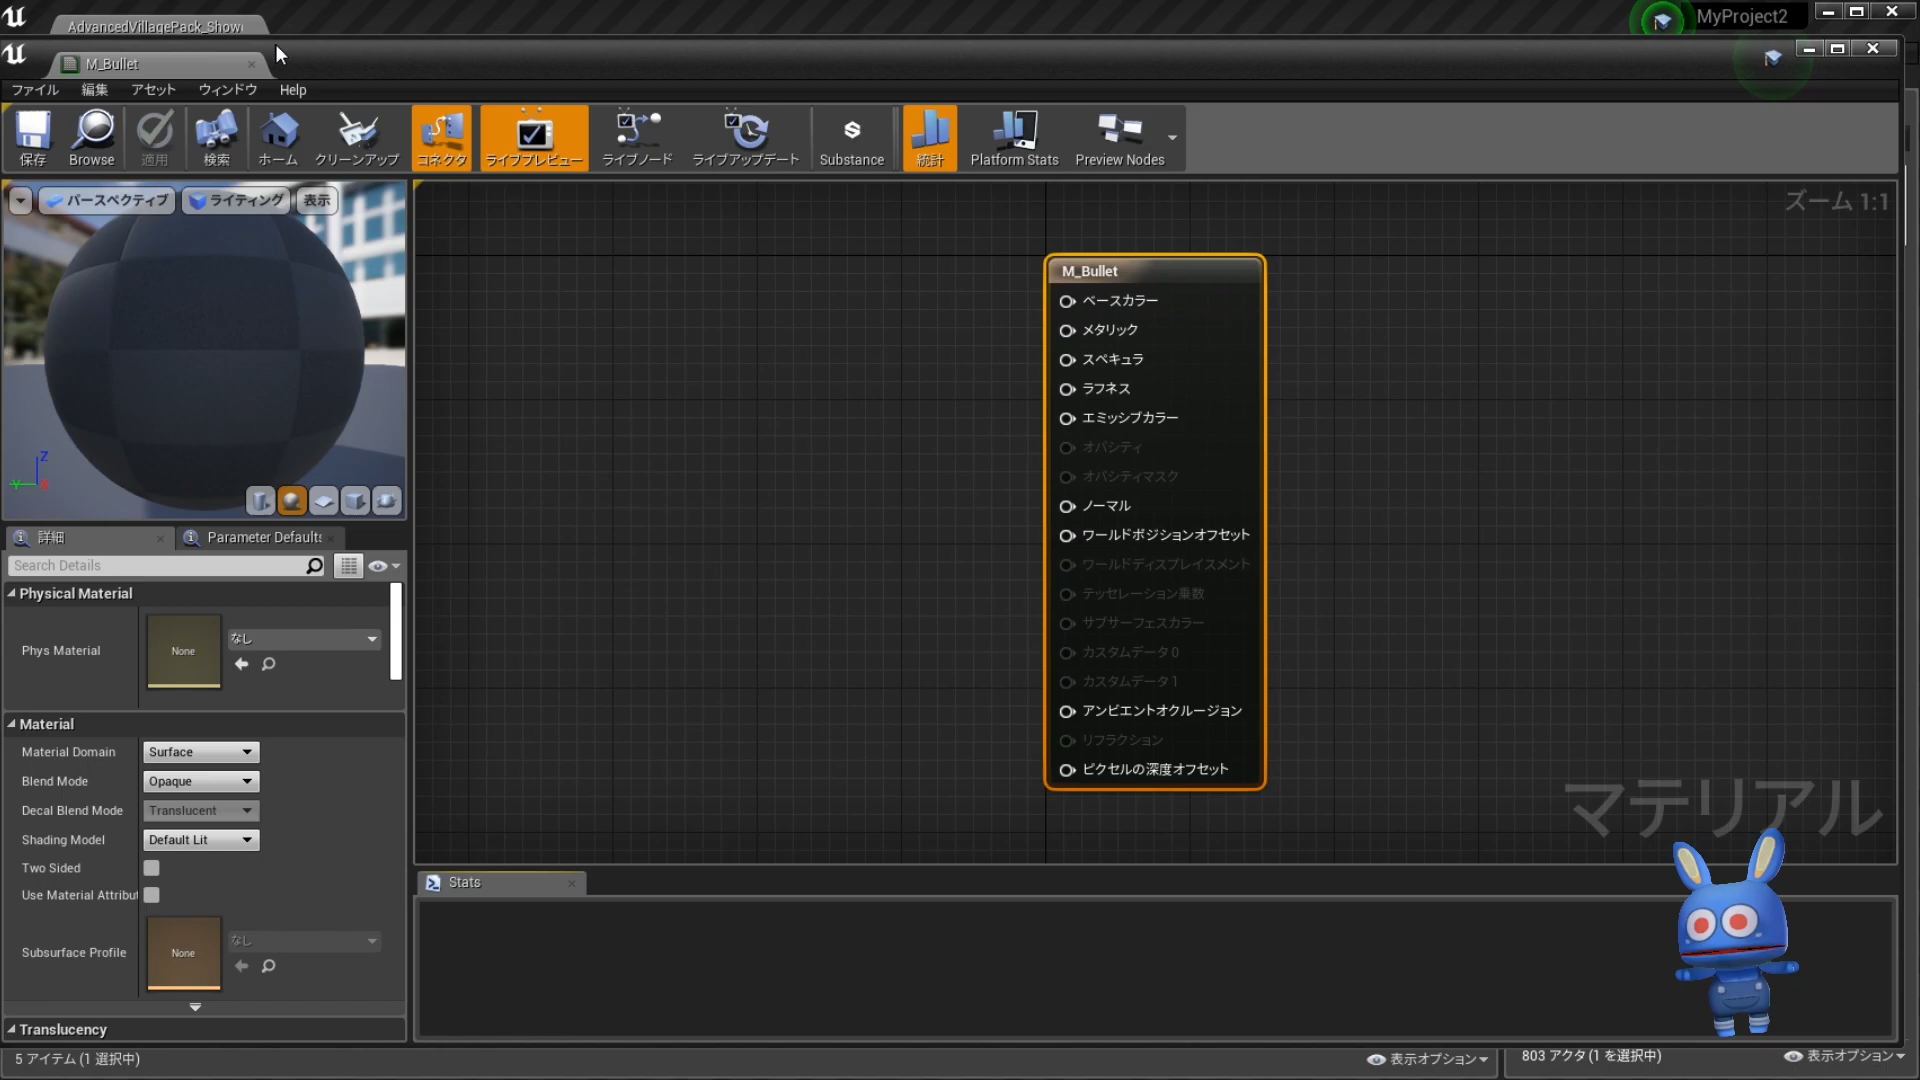 AdvancedVillagePack_Show
MyProject2
M_Bullet
ファイル
編集
アセット
ウィンドウ
Help
保存
Browse
適用
検索
ホーム
クリーンアップ
コネクタ
ライブプレビュー
ライブノード
ライブアップデート
Substance
統計
Platform Stats
Preview Nodes
パースペクティブ
ライティング
表示
ズーム 1:1
M_Bullet
ベースカラー
メタリック
スペキュラ
ラフネス
エミッシブカラー
オパシティ
オパシティマスク
ノーマル
ワールドポジションオフセット
ワールドディスプレイスメント
テッセレーション乗数
サブサーフェスカラー
カスタムデータ 0
カスタムデータ 1
アンビエントオクルージョン
リフラクション
ピクセルの深度オフセット
マテリアル
Z
Y
X
詳細
Parameter Defaults
Search Details
Physical Material
Phys Material
None
なし
Material
Material Domain
Surface
Blend Mode
Opaque
Decal Blend Mode
Translucent
Shading Model
Default Lit
Two Sided
Use Material Attribut
Subsurface Profile
None
なし
Translucency
Stats
5 アイテム (1 選択中)
表示オプション
803 アクタ (1 を選択中)
表示オプション